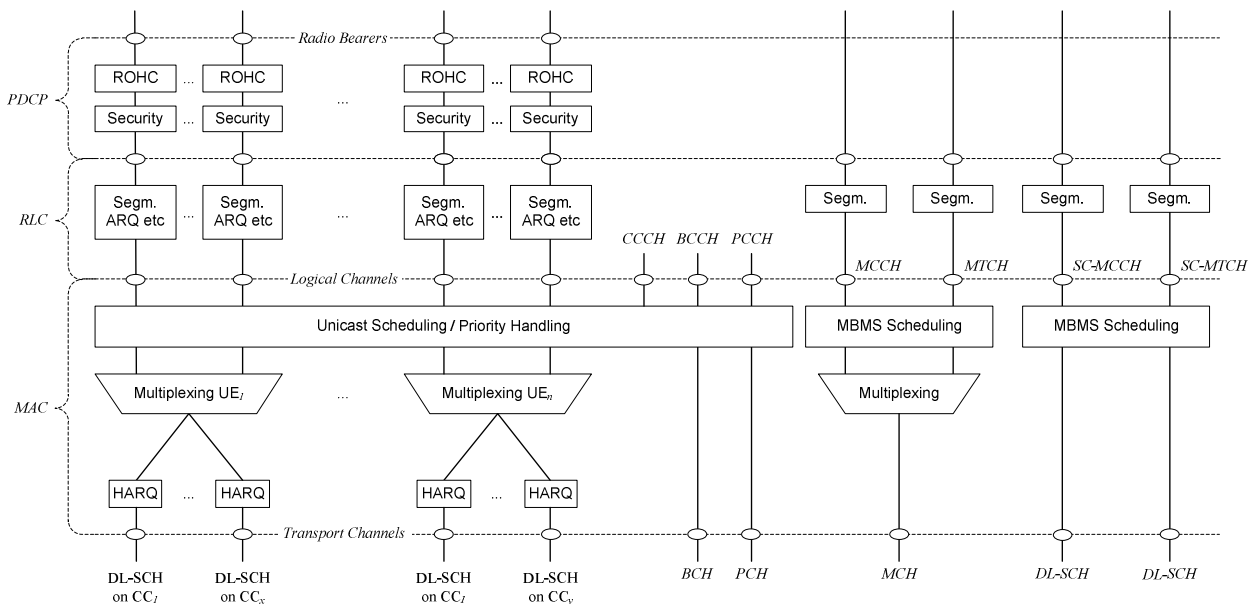 Radio Bearers
ROHC ... ROHC ROHC ... ROHC
PDCP ...
Security ... Security Security ... Security
Segm. ARQ etc ... Segm. ARQ etc ... Segm. ARQ etc ... Segm. ARQ etc Segm. Segm. Segm. Segm.
RLC
CCCH BCCH PCCH
Logical Channels MCCH MTCH SC-MCCH SC-MTCH
Unicast Scheduling / Priority Handling MBMS Scheduling MBMS Scheduling
Multiplexing UE1 ... Multiplexing UEn Multiplexing
MAC
HARQ ... HARQ HARQ ... HARQ
Transport Channels
DL-SCH DL-SCH DL-SCH DL-SCH BCH PCH MCH DL-SCH DL-SCH
on CC1 on CCx on CC1 on CCy